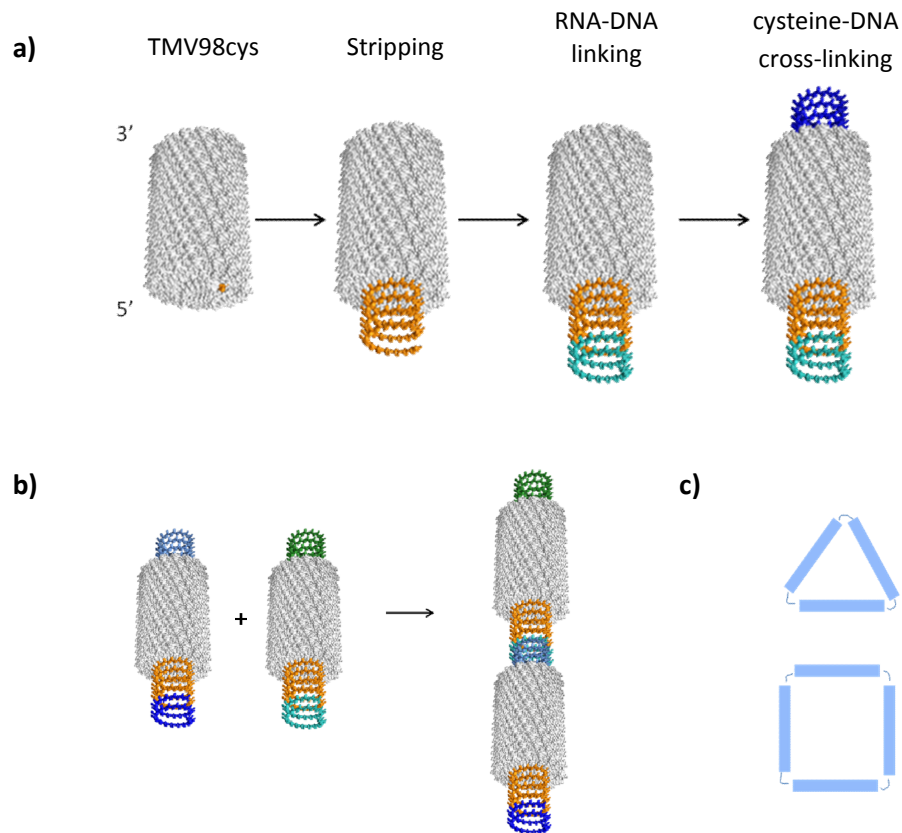 a)
TMV98cys
Stripping
RNA-DNA
linking
cysteine-DNA
cross-linking
3’
5’
b)
+
c)